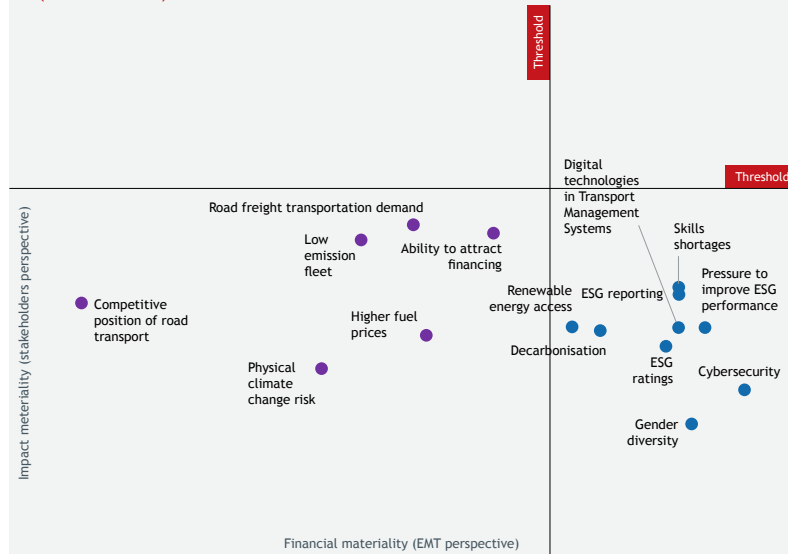 Threshold
Threshold
Digital
technologies
in Transport
Management
Systems
Road freight transportation demand
Low
emission
fleet
Ability to attract
financing
Skills
shortages
Renewable
energy access
ESG reporting
Pressure to
improve ESG
performance
Competitive
position of road
transport
Higher fuel
prices
Decarbonisation
Physical
climate
change risk
ESG
ratings
Cybersecurity
Gender
diversity
Impact meteriality (stakeholders perspective)
Financial materiality (EMT perspective)